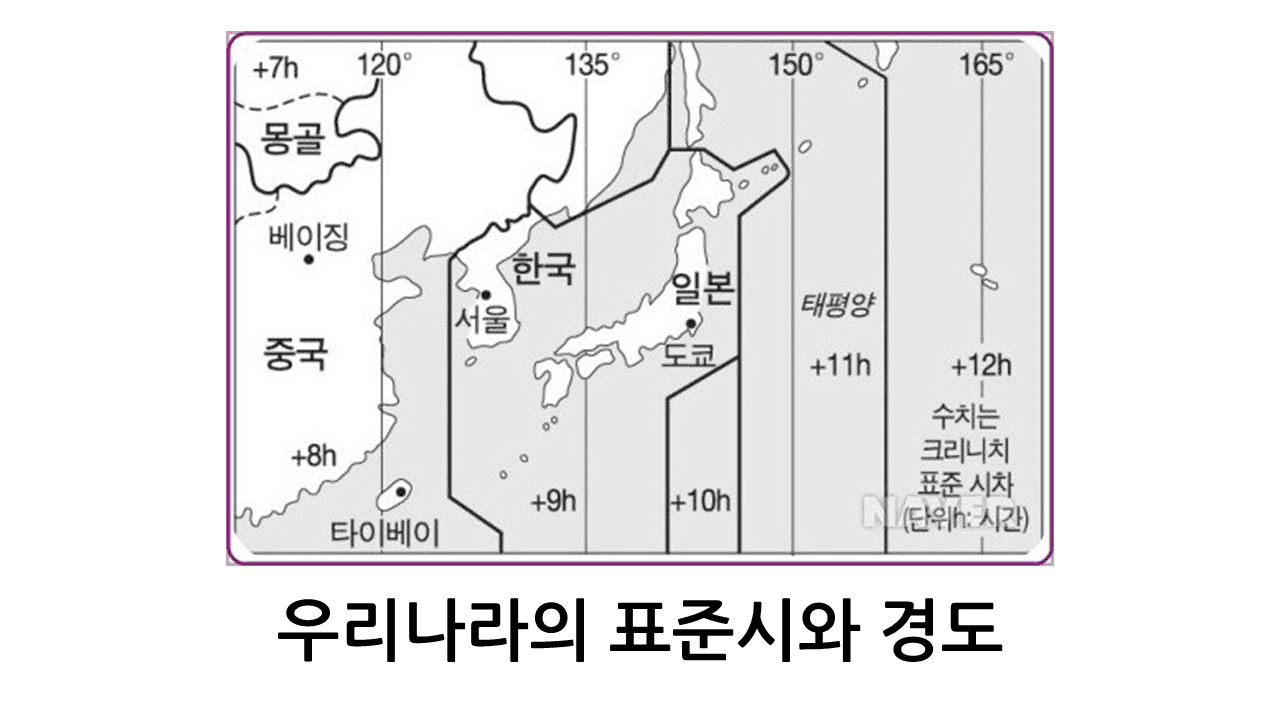 +7h
120°
135°
150°
165°
몽골
베이징
한국
일본
서울
태평양
중국
도쿄
+11h
+12h
수치는
크리니치
표준 시차
(단위h: 시간)
+8h
+9h
+10h
타이베이
NAVER
우리나라의 표준시와 경도